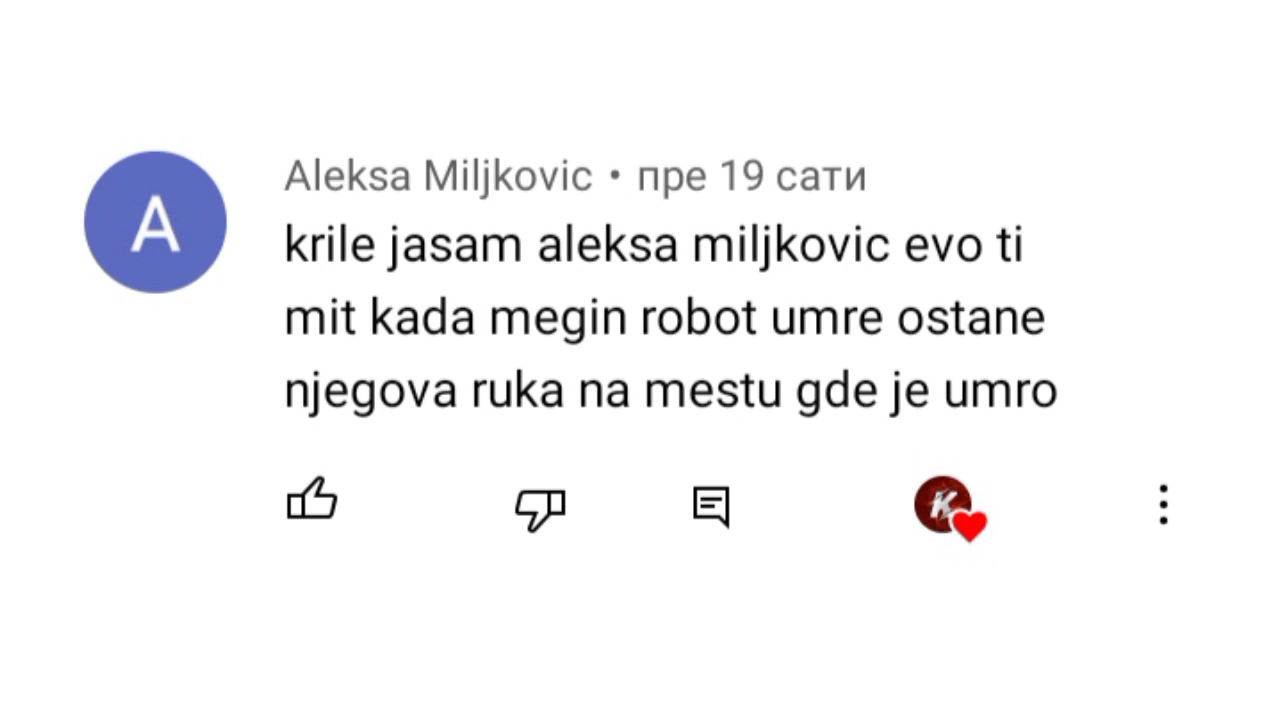 A
Aleksa Miljkovic • пре 19 сати
krile jasam aleksa miljkovic evo ti
mit kada megin robot umre ostane
njegova ruka na mestu gde je umro
K